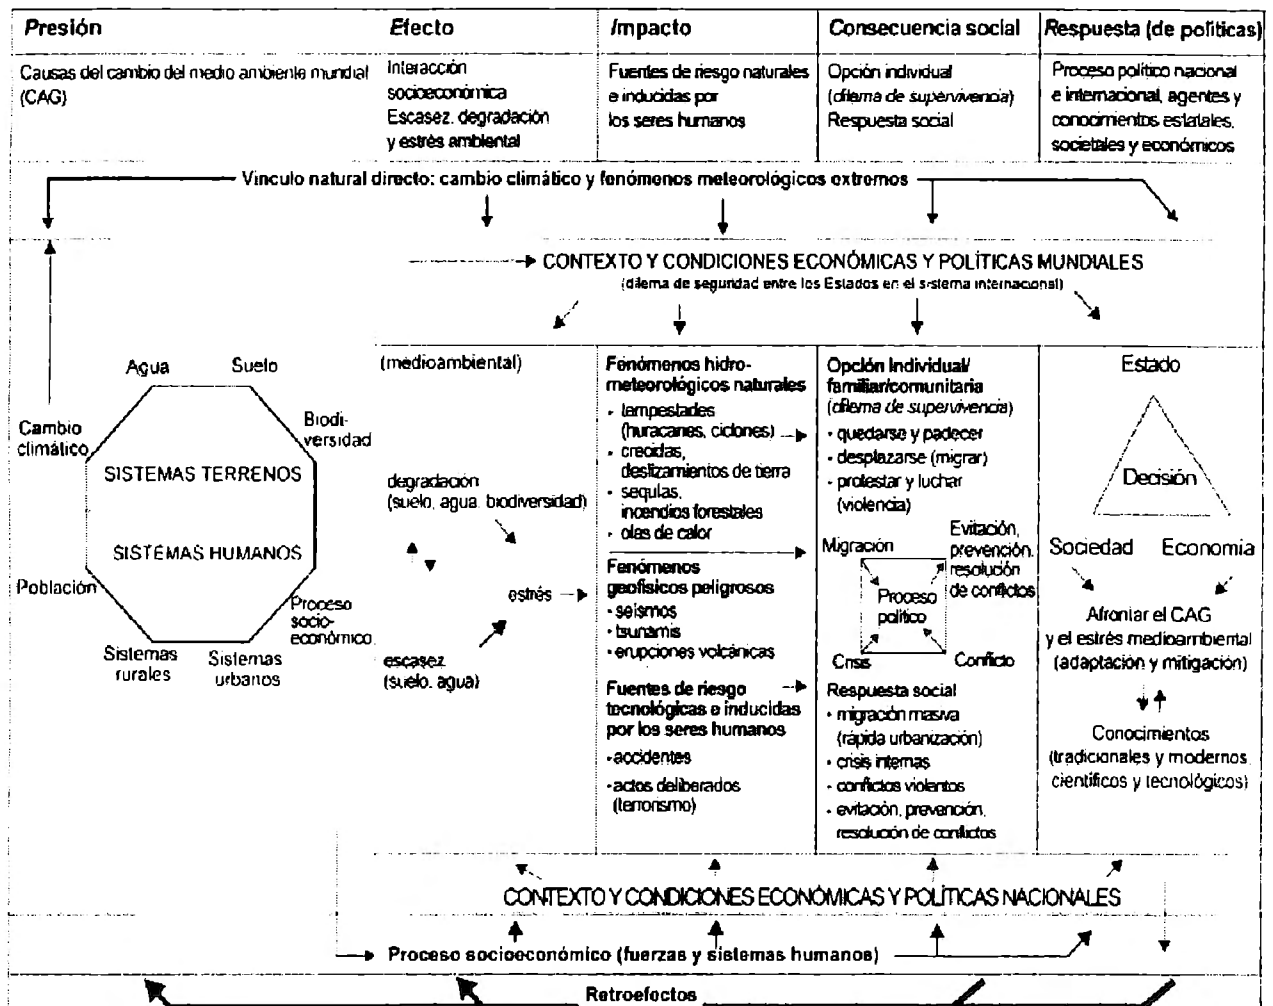 Presión
Efecto
Impacto
Consecuencia social
Respuesta (de políticas)
Causas del cambio del medio ambiente mundial
(CAG)
Interacción
socioeconómica
Escasez, degradación
y estrés ambiental
Fuentes de riesgo naturales
e inducidas por
los seres humanos
Opción individual
(dilema de supervivencia)
Respuesta social
Proceso político nacional
e internacional, agentes y
conocimientos estatales,
societales y económicos
Vínculo natural directo: cambio climático y fenómenos meteorológicos extremos
CONTEXTO Y CONDICIONES ECONÓMICAS Y POLÍTICAS MUNDIALES
(dilema de seguridad entre los Estados en el sistema internacional)
Agua
Suelo
Cambio
climático
Biodi-
versidad
SISTEMAS TERRENOS
SISTEMAS HUMANOS
Población
Proceso
socio-
económico
Sistemas
rurales
Sistemas
urbanos
(medioambiental)
degradación
(suelo, agua, biodiversidad)
estrés
escasez
(suelo, agua)
Fenómenos hidro-
meteorológicos naturales
- tempestades
(huracanes, ciclones)
- crecidas,
deslizamientos de tierra
- sequías,
incendios forestales
- olas de calor
Fenómenos
geofísicos peligrosos
- seísmos
- tsunamis
- erupciones volcánicas
Fuentes de riesgo
tecnológicas e inducidas
por los seres humanos
- accidentes
- actos deliberados
(terrorismo)
Opción Individual/
familiar/comunitaria
(dilema de supervivencia)
- quedarse y padecer
- desplazarse (migrar)
- protestar y luchar
(violencia)
Migración
Evitación,
prevención,
resolución
de conflictos
Proceso
político
Crisis
Conflicto
Respuesta social
- migración masiva
(rápida urbanización)
- crisis internas
- conflictos violentos
- evitación, prevención,
resolución de conflictos
Estado
Decisión
Sociedad
Economía
Afrontar el CAG
y el estrés medioambiental
(adaptación y mitigación)
Conocimientos
(tradicionales y modernos,
científicos y tecnológicos)
CONTEXTO Y CONDICIONES ECONÓMICAS Y POLÍTICAS NACIONALES
Proceso socioeconómico (fuerzas y sistemas humanos)
Retroefectos